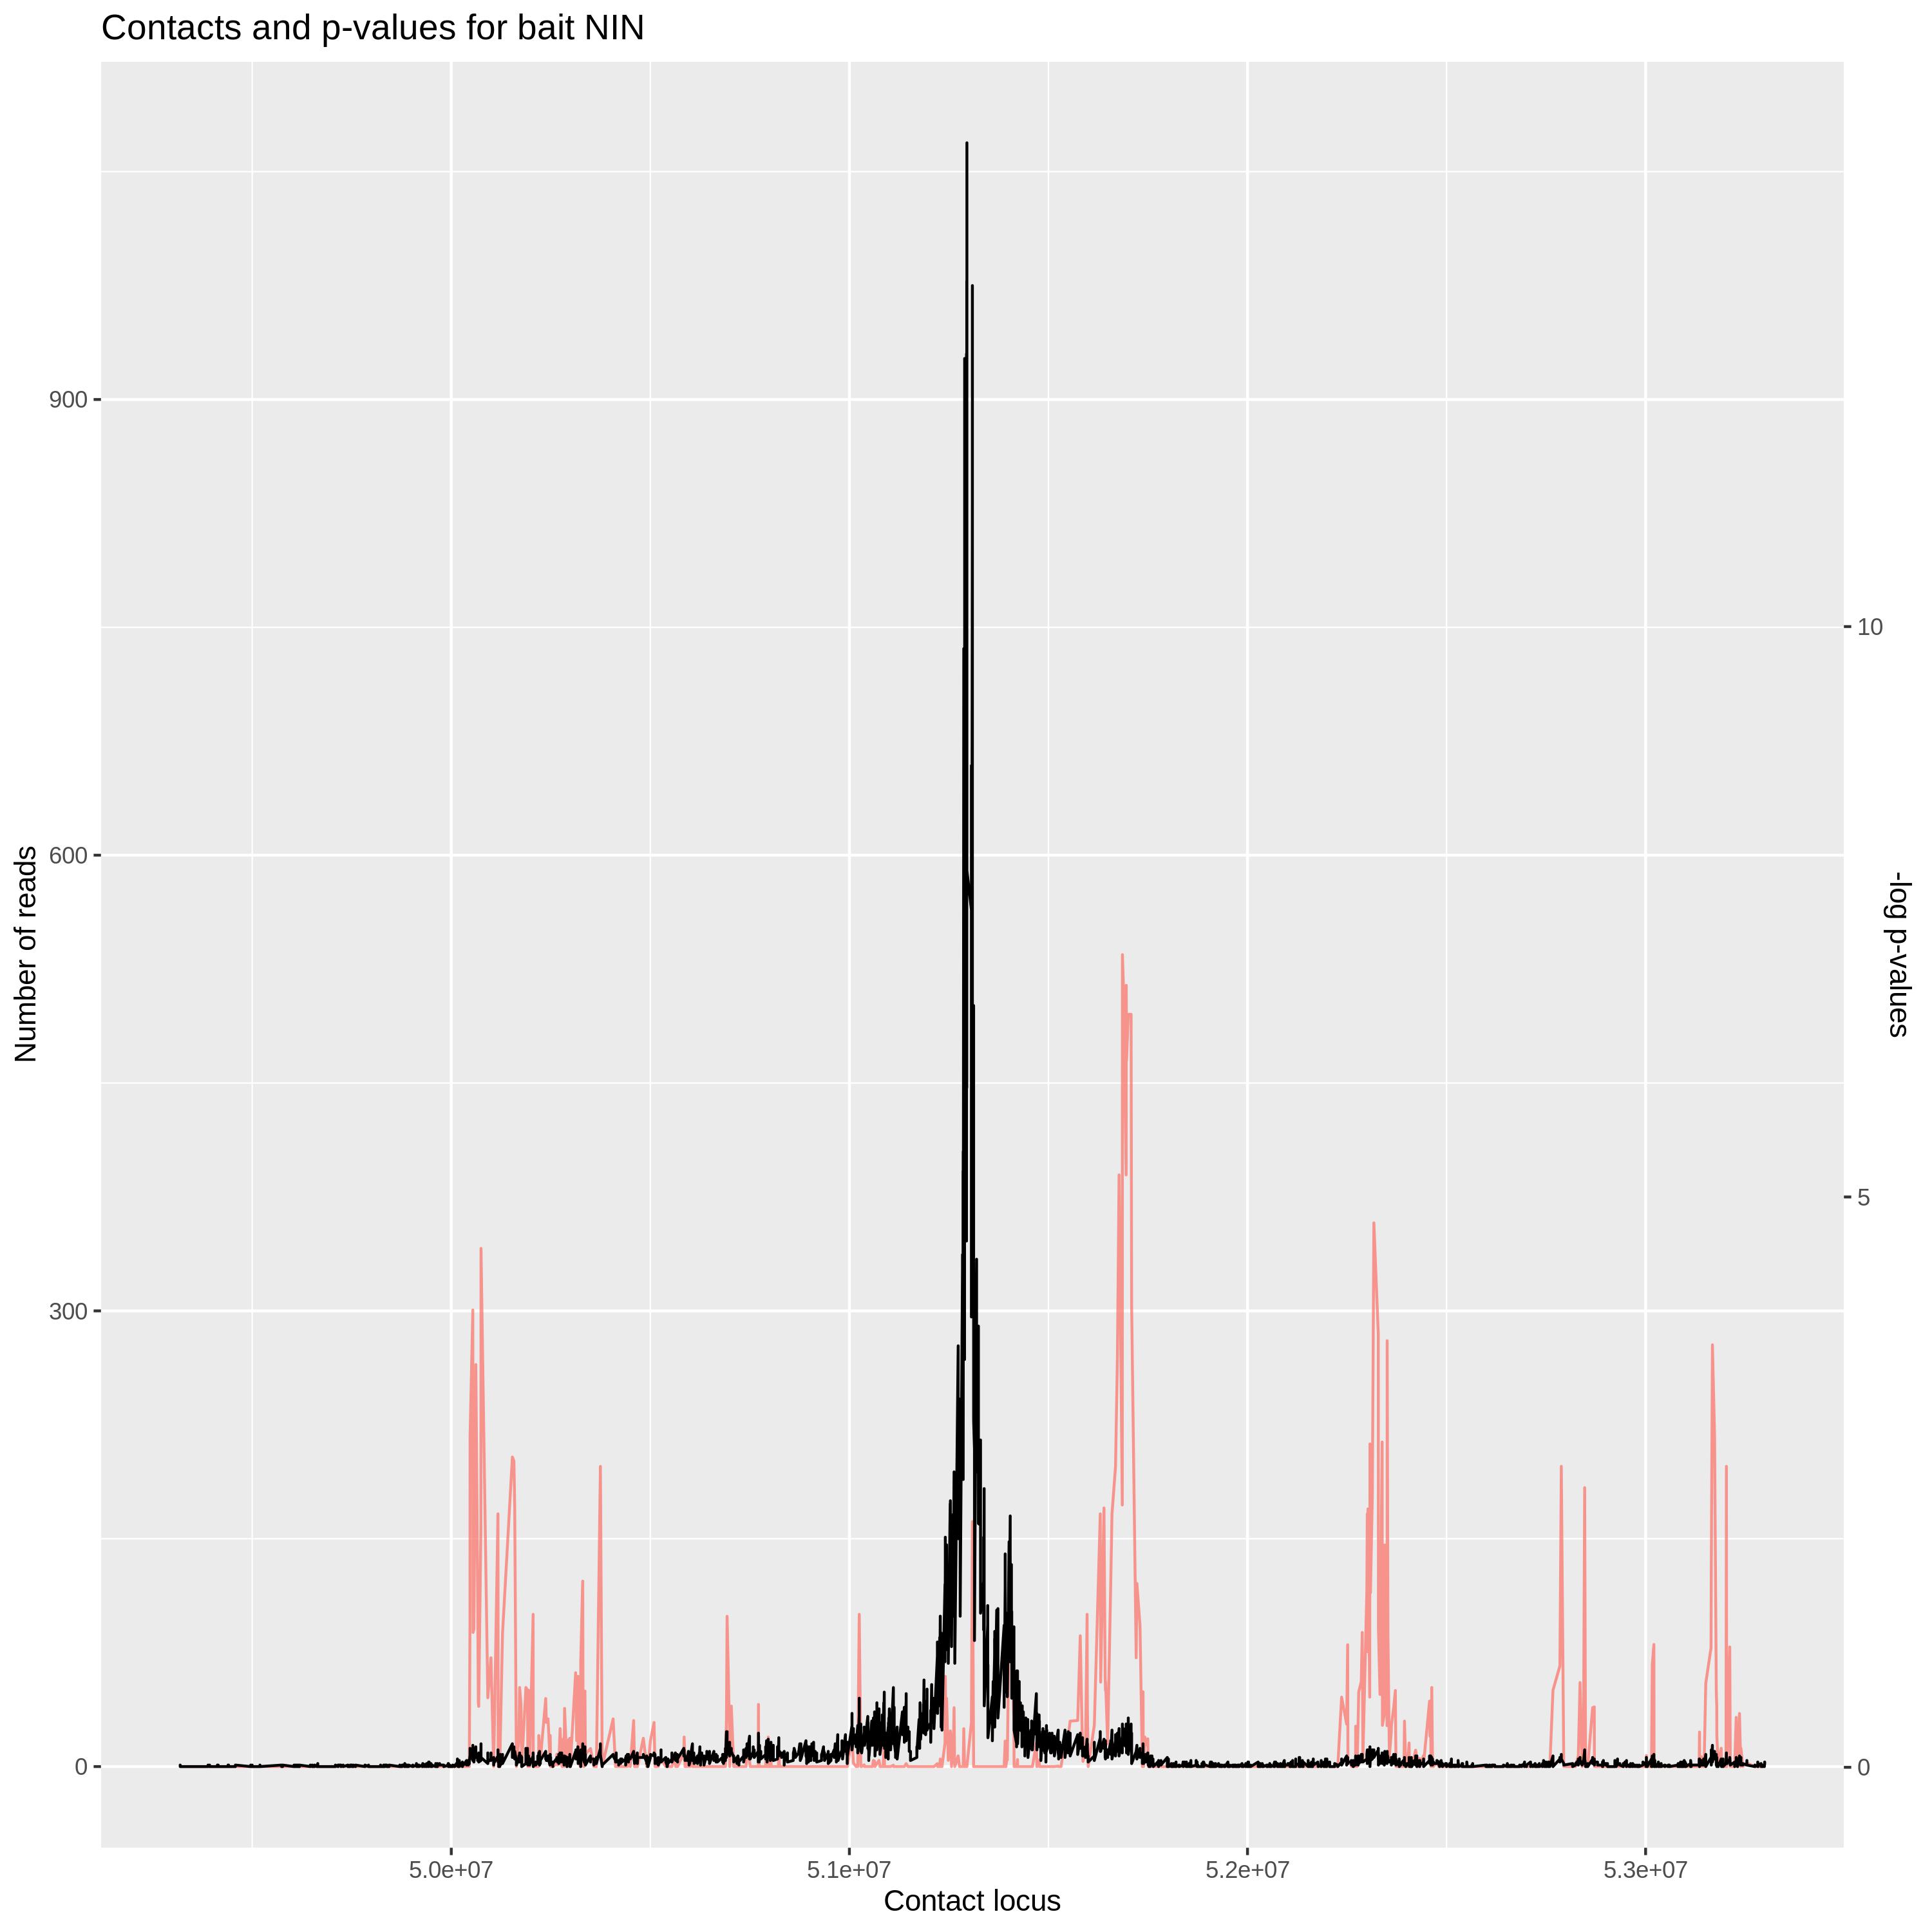 Contacts and p-values for bait NIN
Number of reads
900
600
300
0
10
5
0
-log p-values
5.0e+07
5.1e+07
5.2e+07
5.3e+07
Contact locus